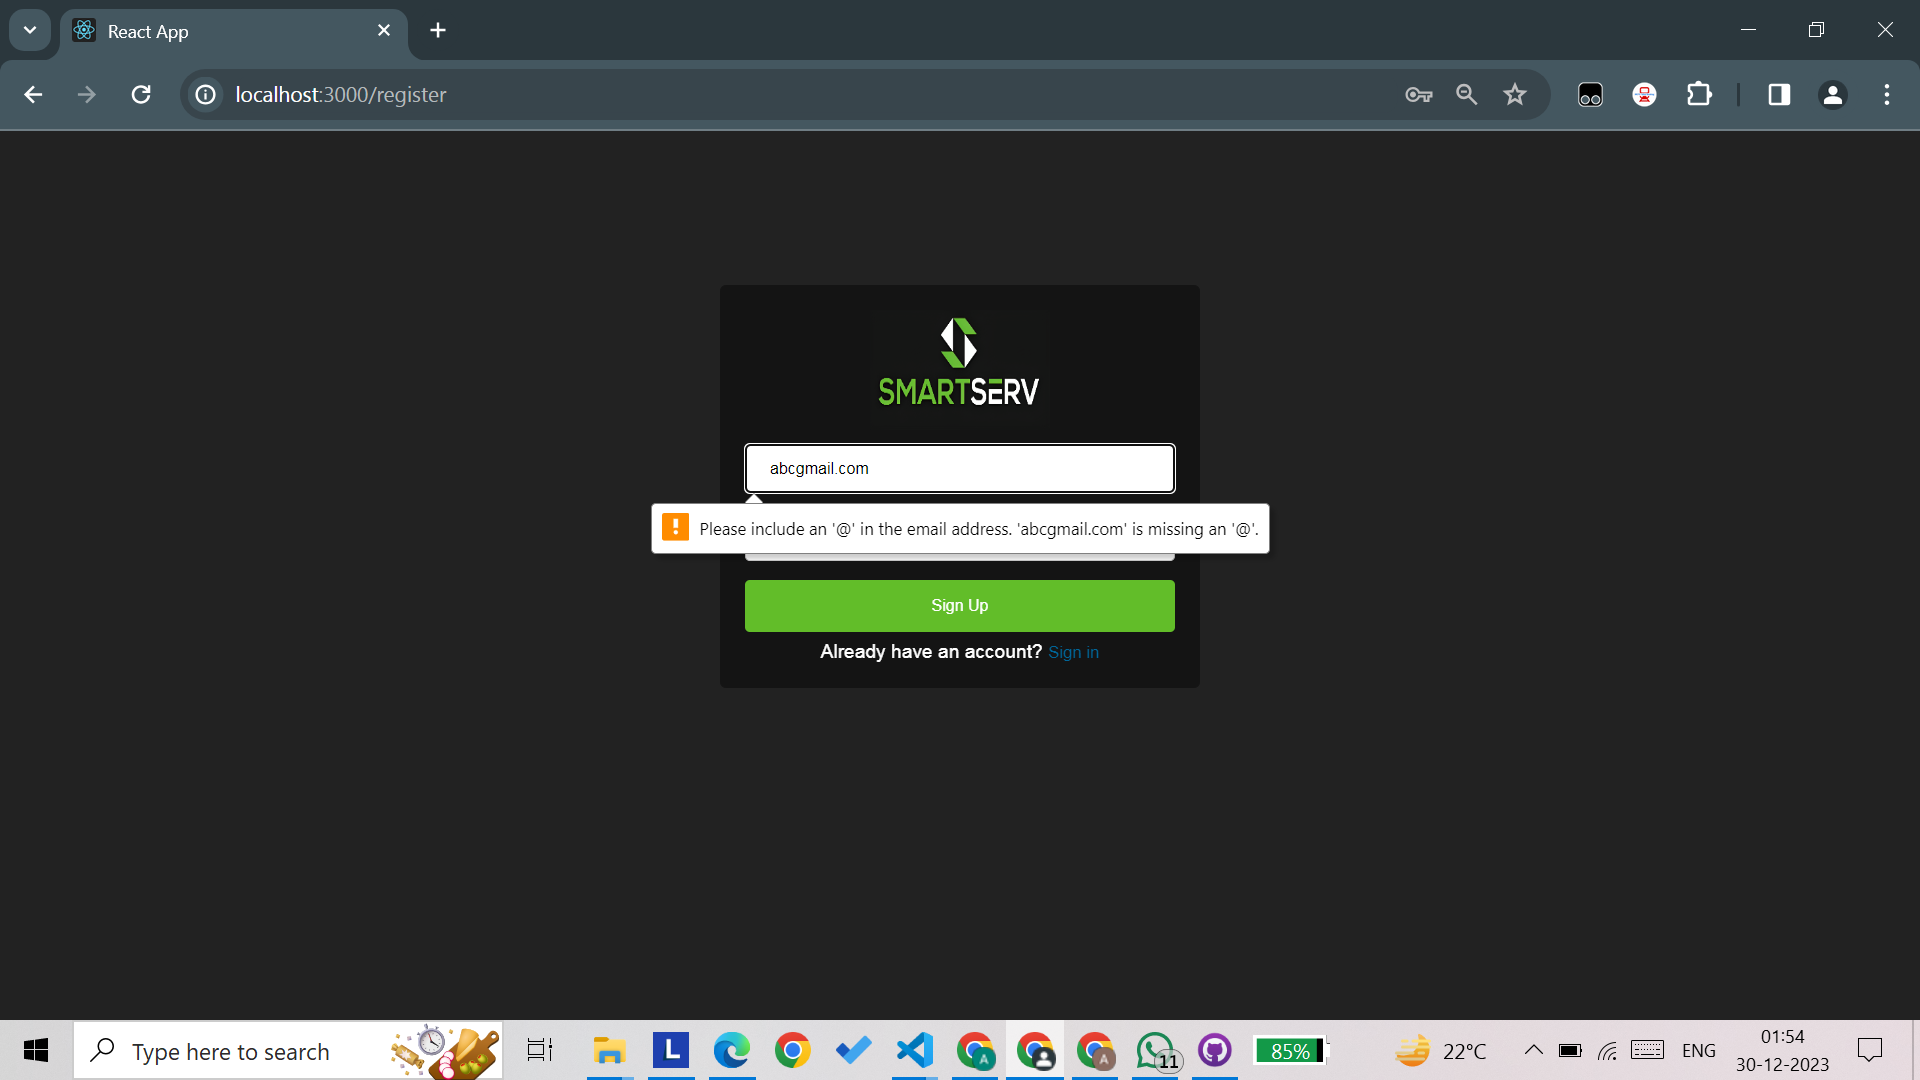 React App
localhost:3000/register
SMARTSERV
abcgmail.com
Please include an '@' in the email address. 'abcgmail.com' is missing an '@'.
Sign Up
Already have an account? Sign in
Type here to search
L
A
A
11
85%
22°C
ENG
01:54
30-12-2023